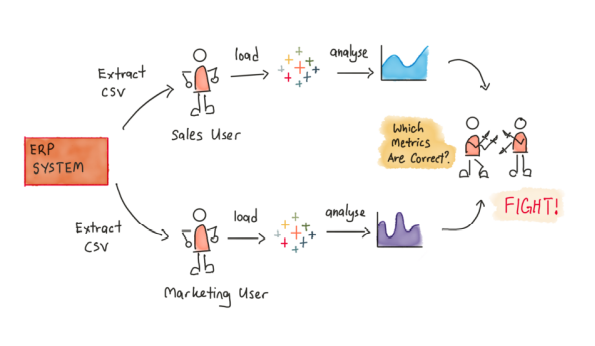 Extract
CSV
load
analyse
Sales User
Which
Metrics
Are Correct?
ERP
SYSTEM
FIGHT!
Extract
CSV
load
analyse
Marketing User